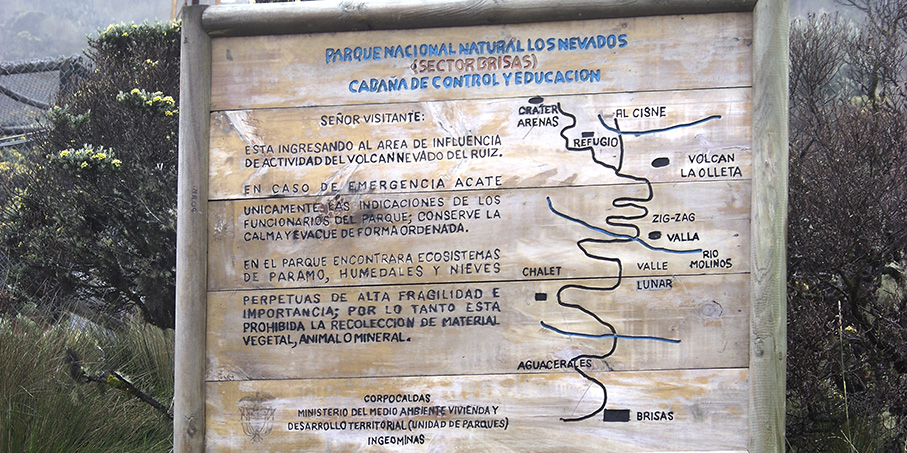 PARQUE NACIONAL NATURAL LOS NEVADOS
(SECTOR BRISAS)
CABAÑA DE CONTROL Y EDUCACION
SEÑOR VISITANTE:
ESTA INGRESANDO AL AREA DE INFLUENCIA
DE ACTIVIDAD DEL VOLCAN NEVADO DEL RUIZ.
EN CASO DE EMERGENCIA ACATE
UNICAMENTE LAS INDICACIONES DE LOS
FUNCIONARIOS DEL PARQUE; CONSERVE LA
CALMA Y EVACUE DE FORMA ORDENADA.
EN EL PARQUE ENCONTRARA ECOSISTEMAS
DE PARAMO, HUMEDALES Y NIEVES
PERPETUAS DE ALTA FRAGILIDAD E
IMPORTANCIA; POR LO TANTO ESTA
PROHIBIDA LA RECOLECCION DE MATERIAL
VEGETAL, ANIMAL O MINERAL.
CORPOCALDAS
MINISTERIO DEL MEDIO AMBIENTE VIVIENDA Y
DESARROLLO TERRITORIAL (UNIDAD DE PARQUES)
INGEOMINAS
CRATER
ARENAS
AL CISNE
REFUGIO
VOLCAN
LA OLLETA
ZIG-ZAG
VALLA
RIO
MOLINOS
VALLE
LUNAR
CHALET
AGUACERALES
BRISAS